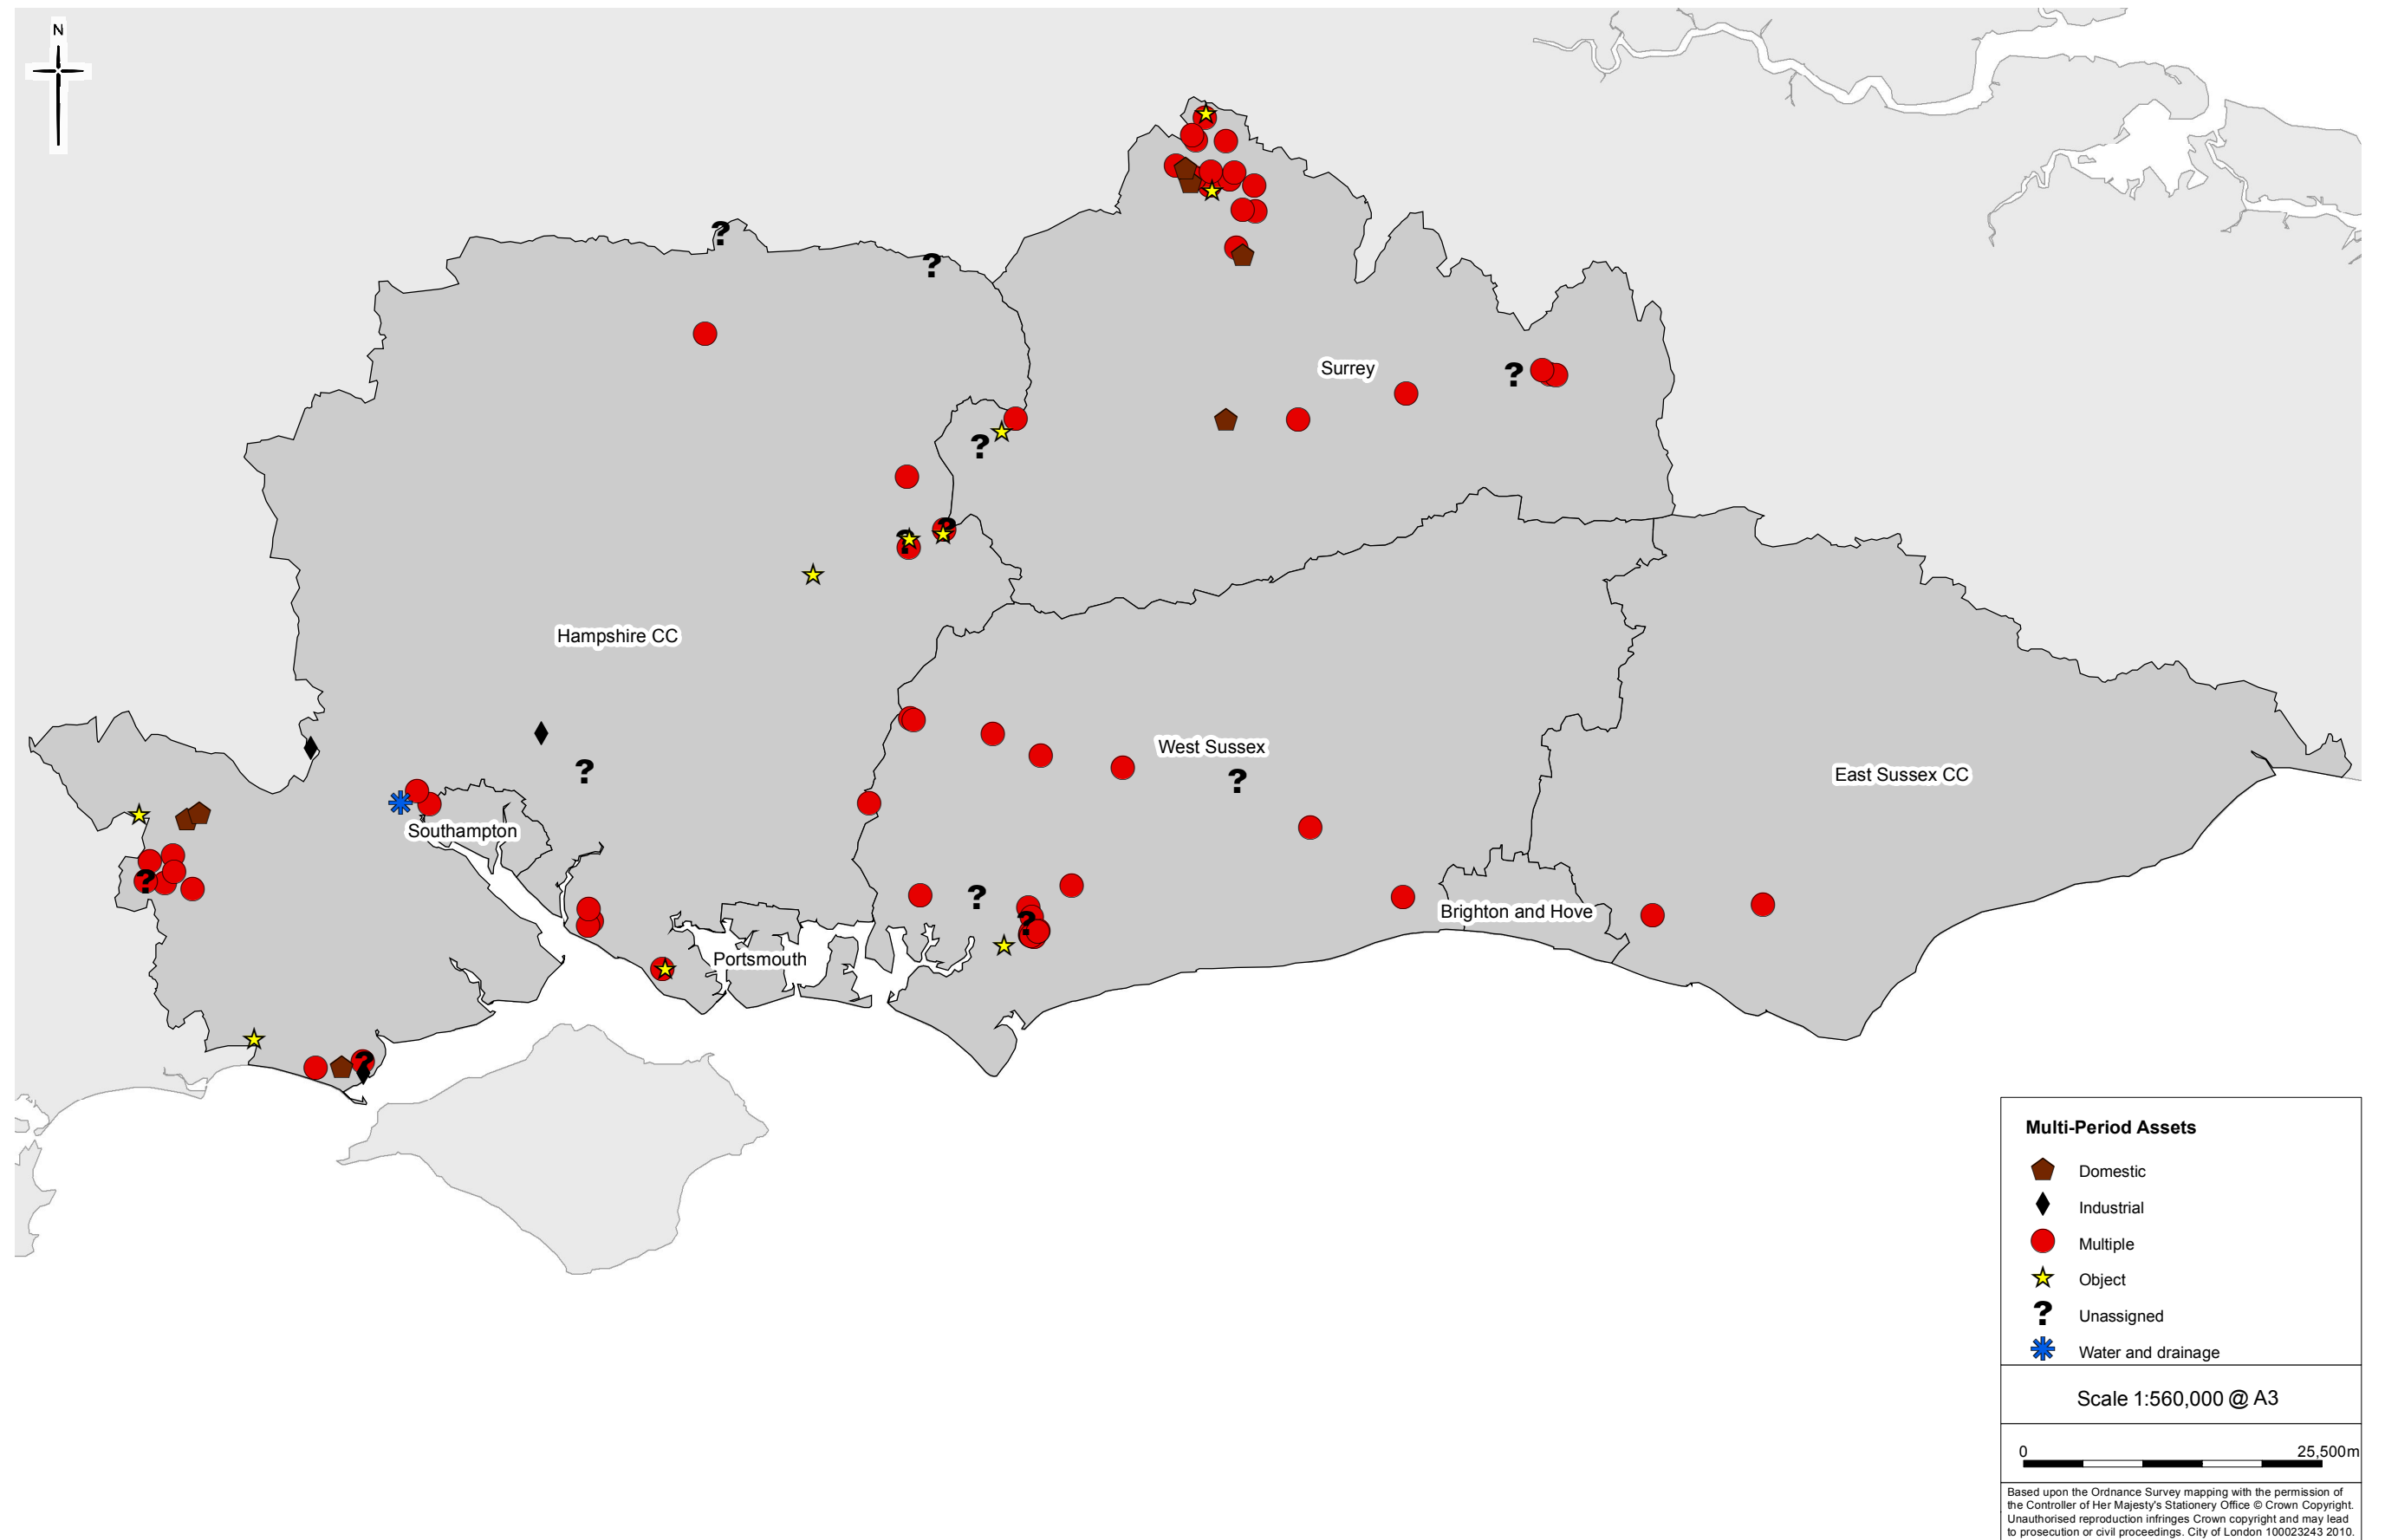 N
Surrey
Hampshire CC
West Sussex
East Sussex CC
Southampton
Brighton and Hove
Portsmouth
Multi-Period Assets
Domestic
Industrial
Multiple
Object
? Unassigned
Water and drainage
Scale 1:560,000 @ A3
0 25,500m
Based upon the Ordnance Survey mapping with the permission of
the Controller of Her Majesty's Stationery Office © Crown Copyright.
Unauthorised reproduction infringes Crown copyright and may lead
to prosecution or civil proceedings. City of London 100023243 2010.